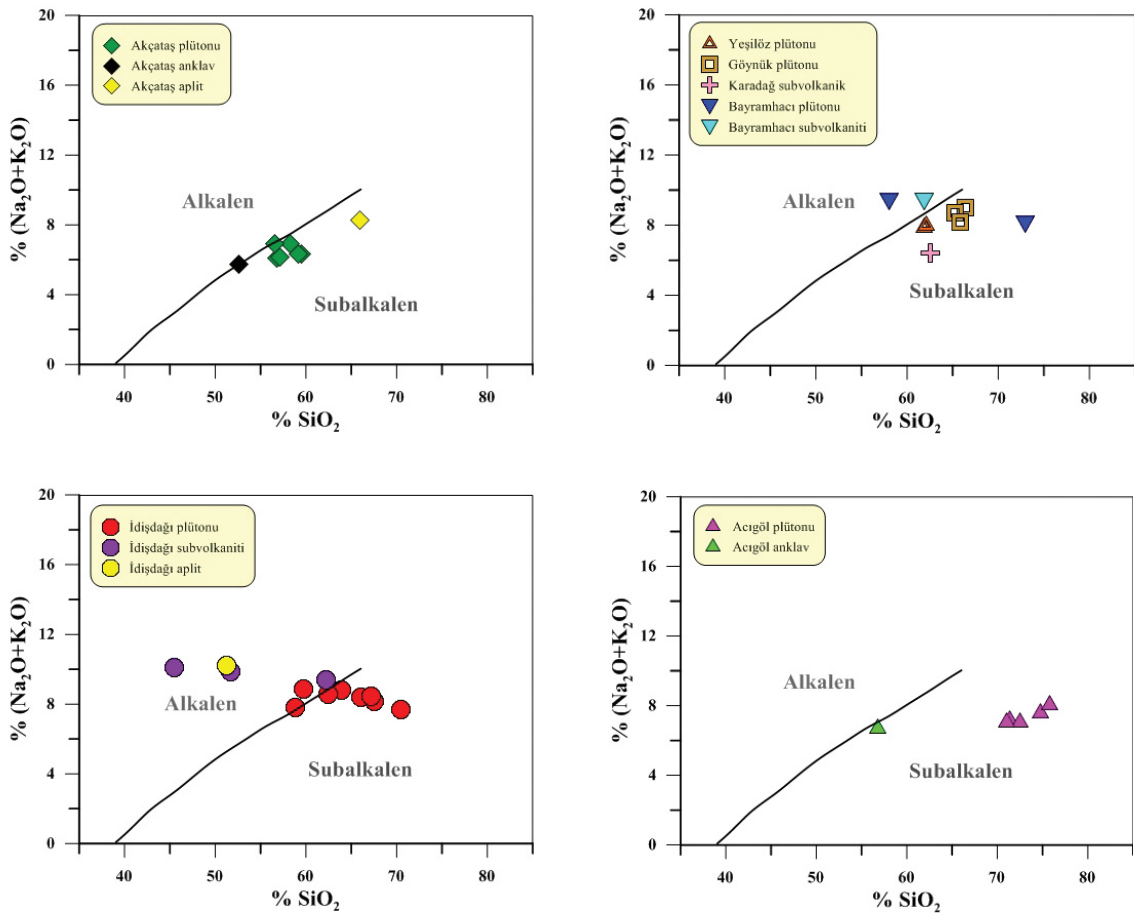 20
16
12
8
4
0
% (Na₂O+K₂O)
Akçataş plütonu
Akçataş anklav
Akçataş aplit
Alkalen
Subalkalen
40 50 60 70 80
% SiO₂
20
16
12
8
4
0
% (Na₂O+K₂O)
Yeşilöz plütonu
Göynük plütonu
Karadağ subvolkanik
Bayramhacı plütonu
Bayramhacı subvolkaniti
Alkalen
Subalkalen
40 50 60 70 80
% SiO₂
20
16
12
8
4
0
% (Na₂O+K₂O)
İdişdağı plütonu
İdişdağı subvolkaniti
İdişdağı aplit
Alkalen
Subalkalen
40 50 60 70 80
% SiO₂
20
16
12
8
4
0
% (Na₂O+K₂O)
Acıgöl plütonu
Acıgöl anklav
Alkalen
Subalkalen
40 50 60 70 80
% SiO₂